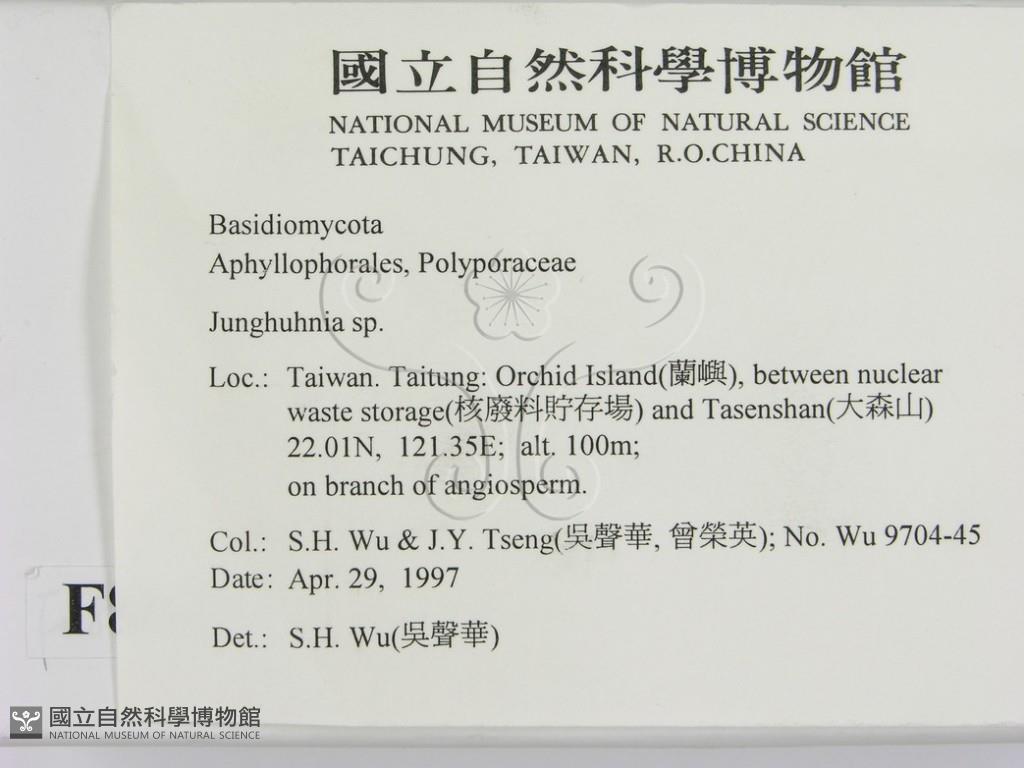 國立自然科學博物館
NATIONAL MUSEUM OF NATURAL SCIENCE
TAICHUNG, TAIWAN, R.O.CHINA
Basidiomycota
Aphyllophorales, Polyporaceae
Junghuhnia sp.
Loc.: Taiwan. Taitung: Orchid Island(蘭嶼), between nuclear
waste storage(核廢料貯存場) and Tasenshan(大森山)
22.01N, 121.35E; alt. 100m;
on branch of angiosperm.
Col.: S.H. Wu & J.Y. Tseng(吳聲華, 曾榮英); No. Wu 9704-45
Date: Apr. 29, 1997
Det.: S.H. Wu(吳聲華)
國立自然科學博物館
NATIONAL MUSEUM OF NATURAL SCIENCE